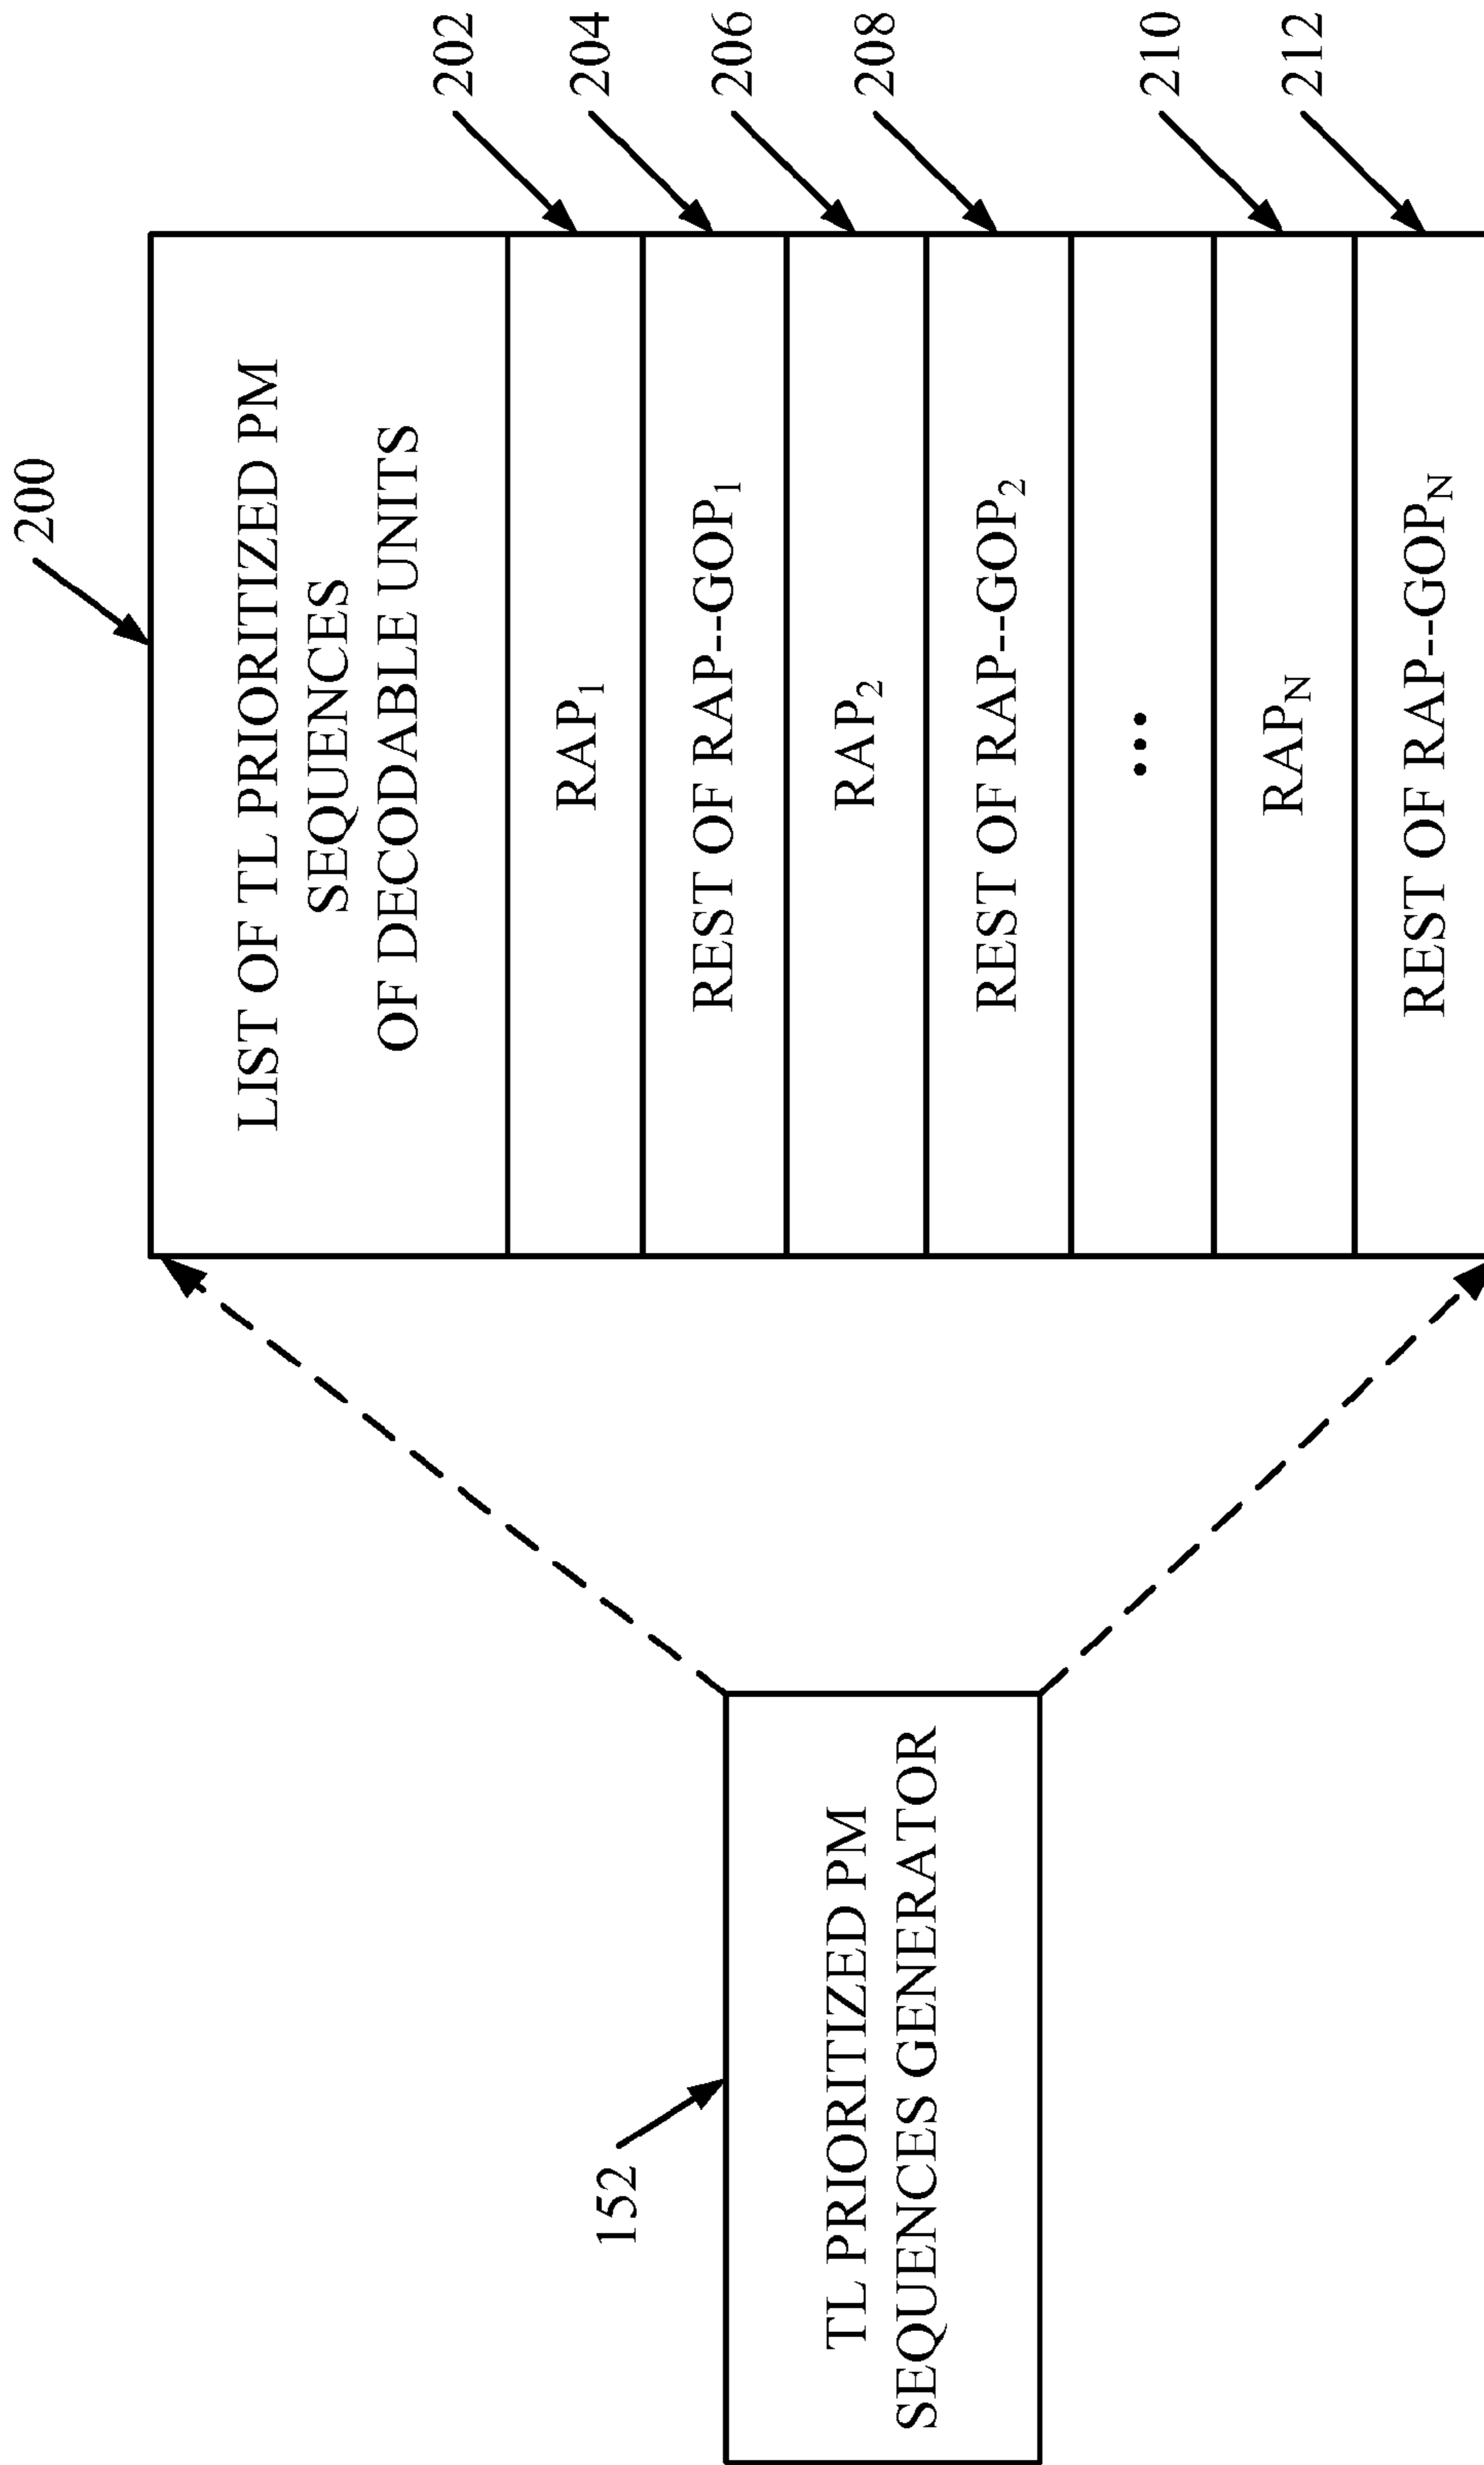 200
LIST OF TL PRIORITIZED PM
SEQUENCES
OF DECODABLE UNITS
RAP1
202
REST OF RAP--GOP1
204
RAP2
206
REST OF RAP--GOP2
208
...
RAPN
210
REST OF RAP--GOPN
212
152
TL PRIORITIZED PM
SEQUENCES GENERATOR